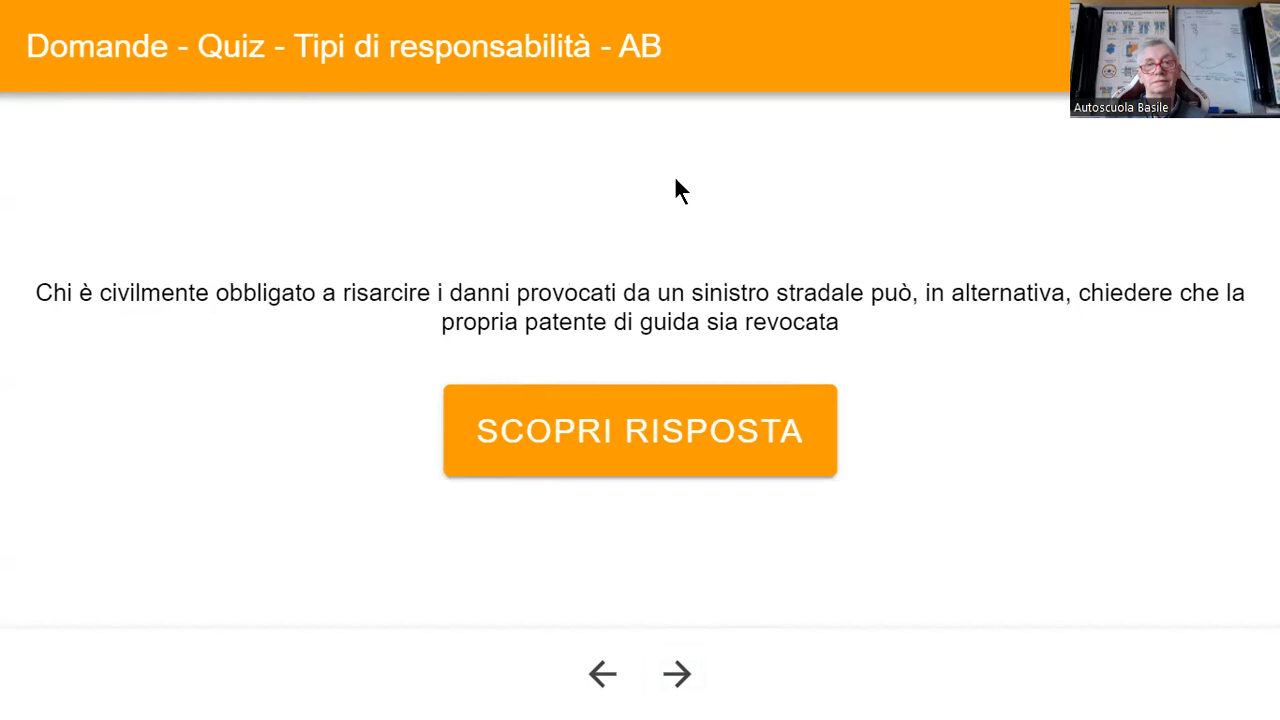 Domande - Quiz - Tipi di responsabilità - AB
Autoscuola Basile
Chi è civilmente obbligato a risarcire i danni provocati da un sinistro stradale può, in alternativa, chiedere che la
propria patente di guida sia revocata
SCOPRI RISPOSTA